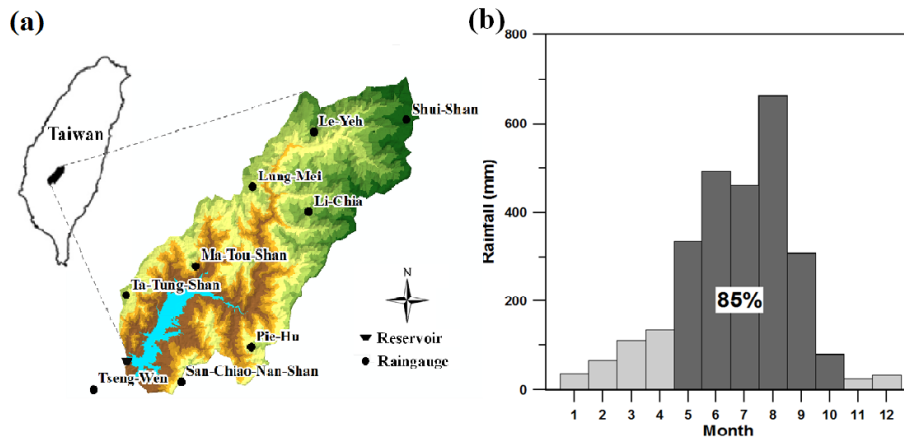 (a)
Taiwan
Le-Yeh
Shui-Shan
Lung-Mei
Li-Chia
Ma-Tou-Shan
Ta-Tung-Shan
Pie-Hu
Tseng-Wen
San-Chiao-Nan-Shan
N
Reservoir
Raingauge
(b)
800
600
400
200
0
Rainfall (mm)
85%
1 2 3 4 5 6 7 8 9 10 11 12
Month